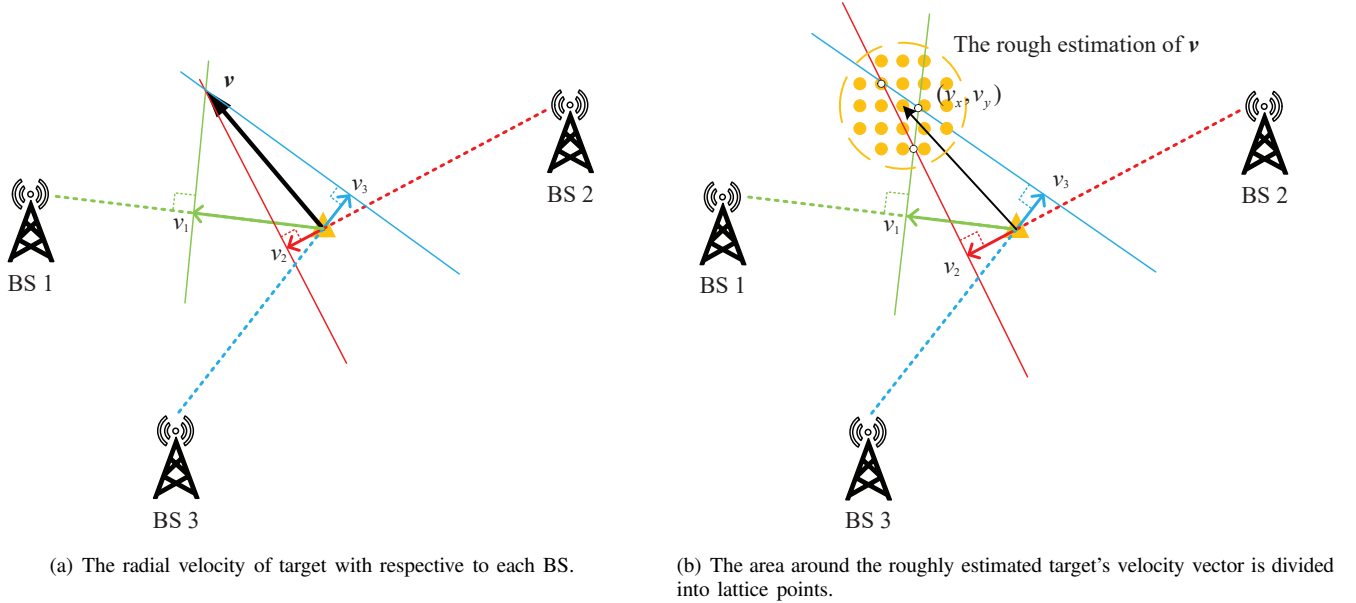 v
v₃
v₁
v₂
BS 1
BS 2
BS 3
(a) The radial velocity of target with respective to each BS.
The rough estimation of v
(vₓ, vᵧ)
v₃
v₁
v₂
BS 1
BS 2
BS 3
(b) The area around the roughly estimated target's velocity vector is divided
into lattice points.